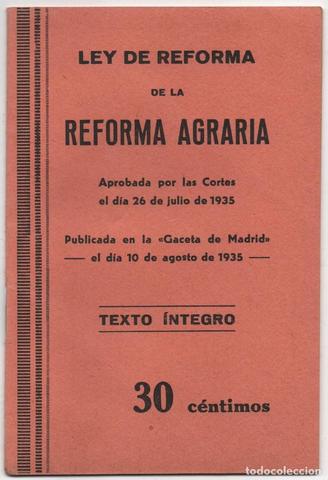 LEY DE REFORMA
DE LA
REFORMA AGRARIA
Aprobada por las Cortes
el día 26 de julio de 1935
Publicada en la «Gaceta de Madrid»
— el día 10 de agosto de 1935 —
TEXTO ÍNTEGRO
30 céntimos
todocoleccion